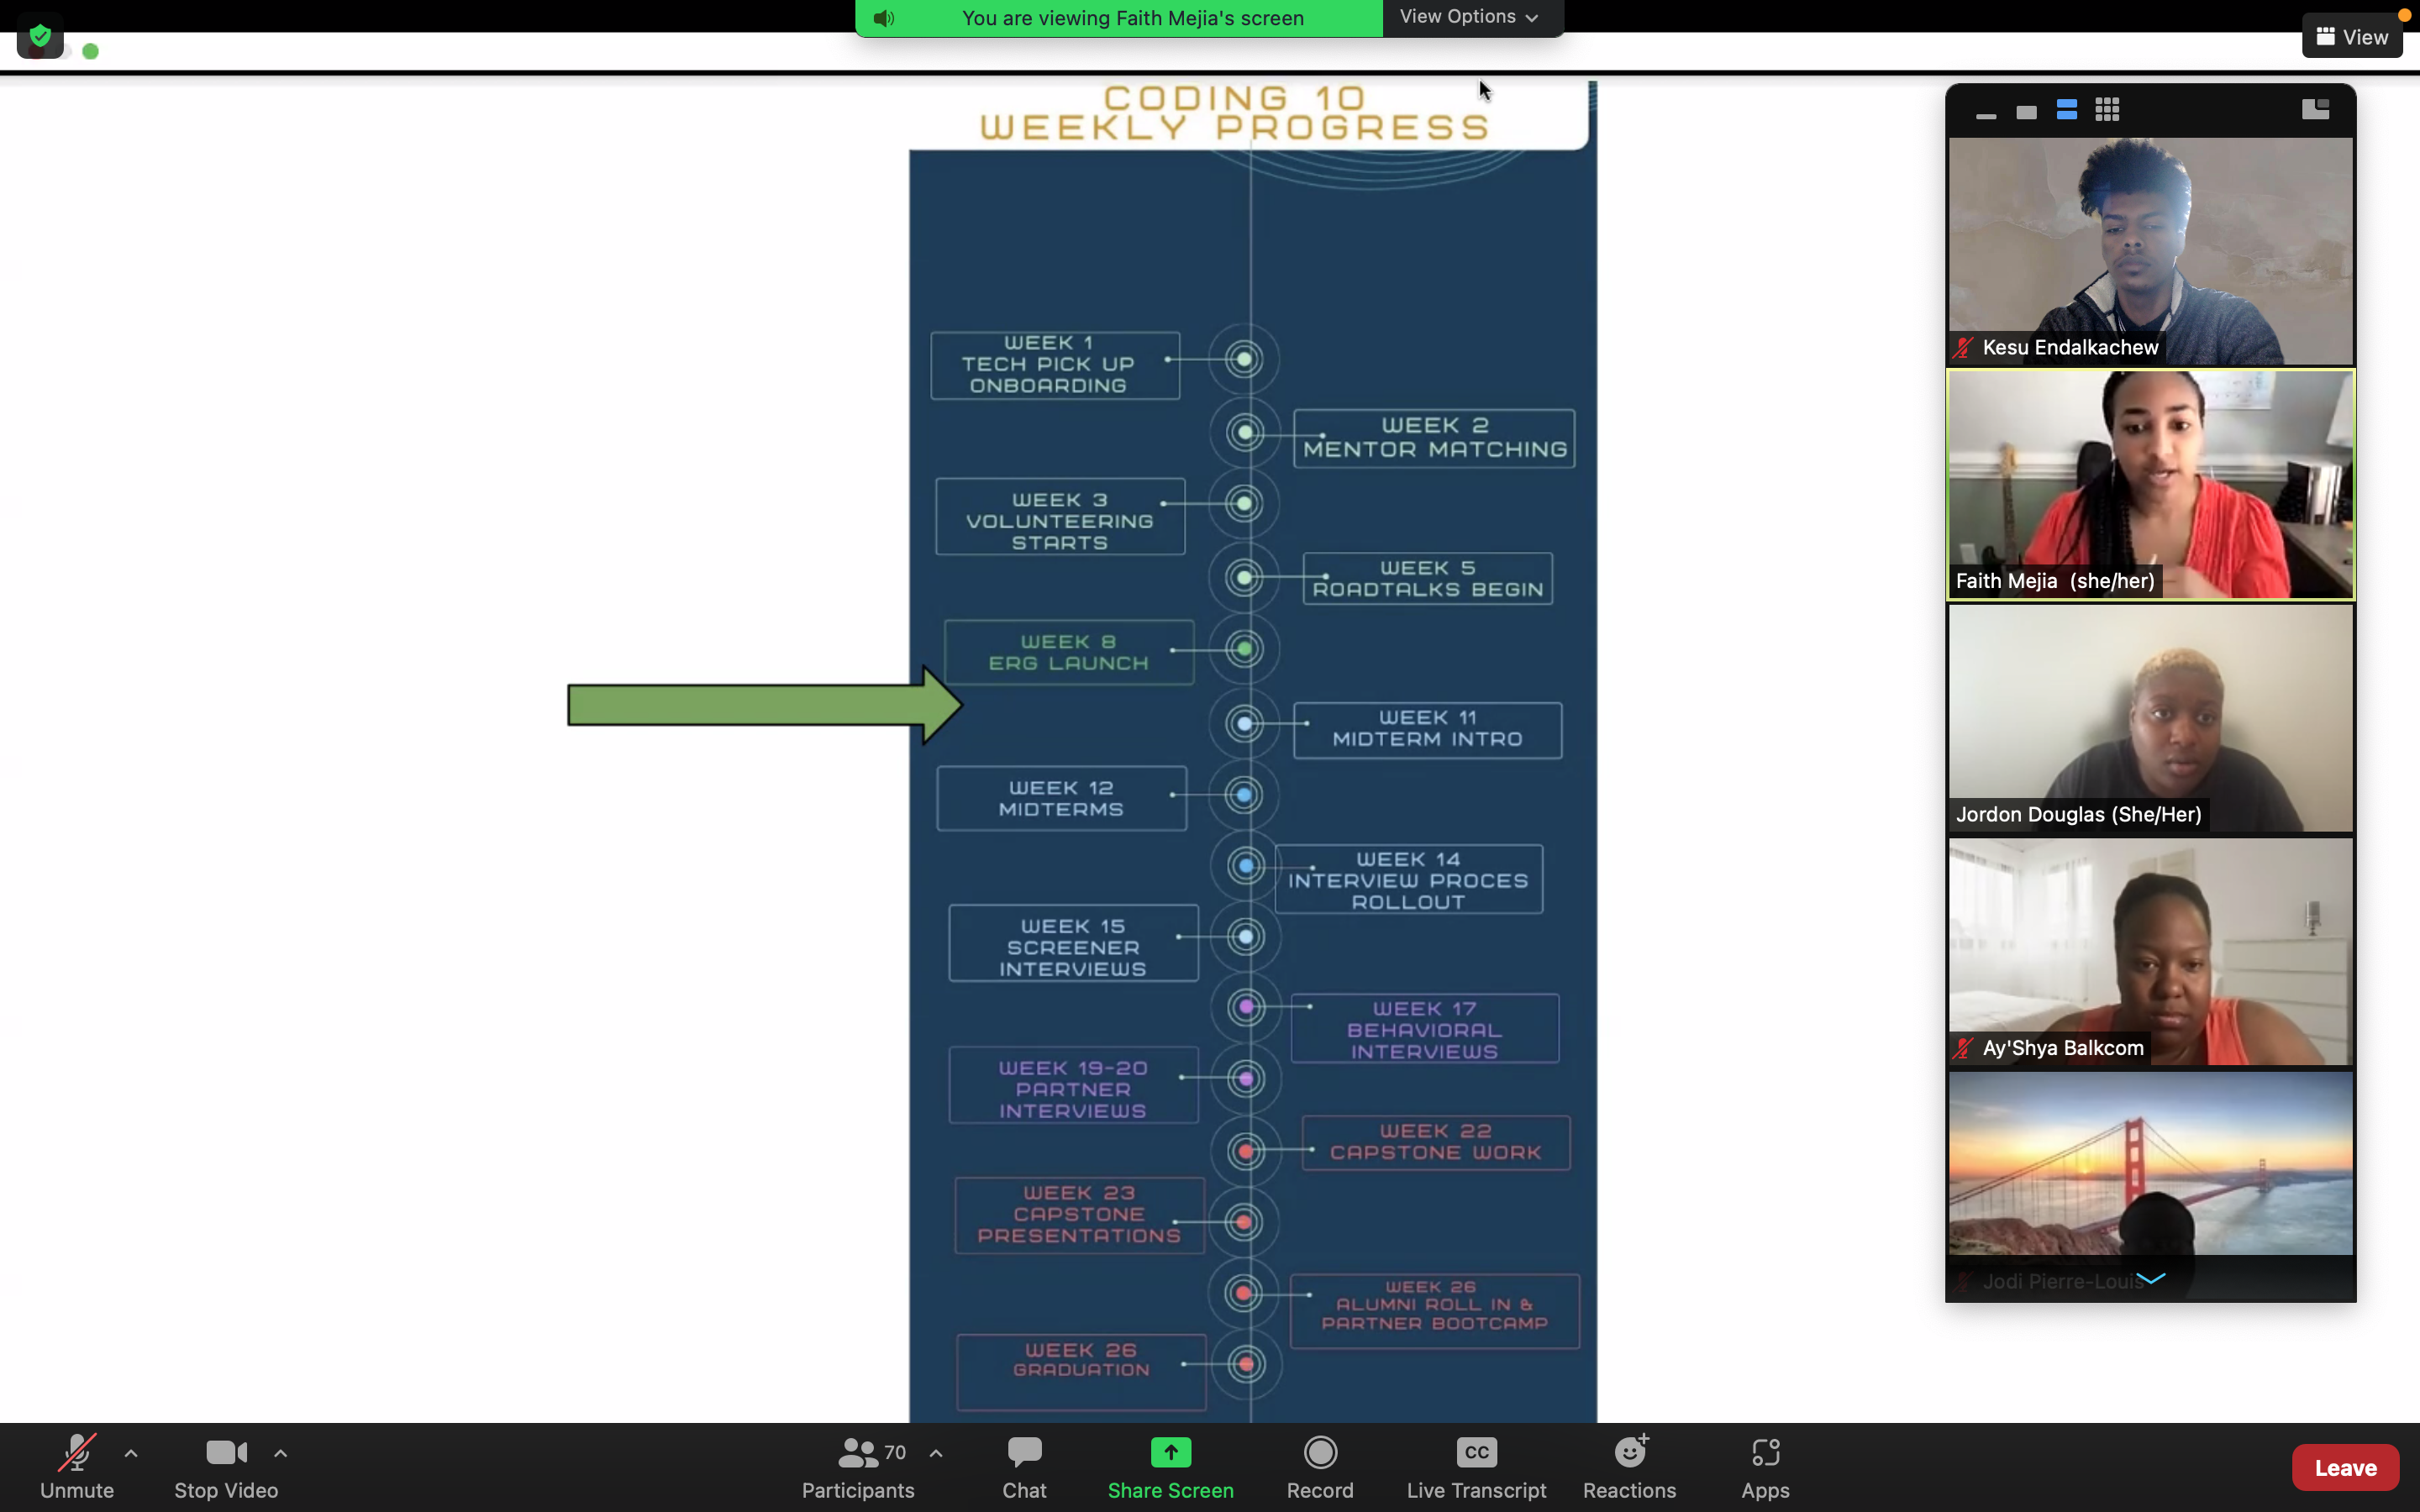 You are viewing Faith Mejia's screen
View Options
View
CODING 10
WEEKLY PROGRESS
WEEK 1
TECH PICK UP
ONBOARDING
WEEK 2
MENTOR MATCHING
WEEK 3
VOLUNTEERING
STARTS
WEEK 5
ROADTALKS BEGIN
WEEK 8
ERG LAUNCH
WEEK 11
MIDTERM INTRO
WEEK 12
MIDTERMS
WEEK 14
INTERVIEW PROCES
ROLLOUT
WEEK 15
SCREENER
INTERVIEWS
WEEK 17
BEHAVIORAL
INTERVIEWS
WEEK 19-20
PARTNER
INTERVIEWS
WEEK 22
CAPSTONE WORK
WEEK 23
CAPSTONE
PRESENTATIONS
WEEK 26
ALUMNI ROLL IN &
PARTNER BOOTCAMP
WEEK 26
GRADUATION
Kesu Endalkachew
Faith Mejia (she/her)
Jordon Douglas (She/Her)
Ay'Shya Balkcom
Jodi Pierre-Louis
Unmute
Stop Video
70
Participants
Chat
Share Screen
Record
CC
Live Transcript
Reactions
Apps
Leave